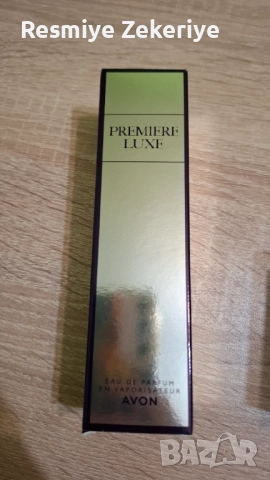 Resmiye Zekeriye
PREMIERE
LUXE
EAU DE PARFUM
EN VAPORISATEUR
AVON
BAZAR